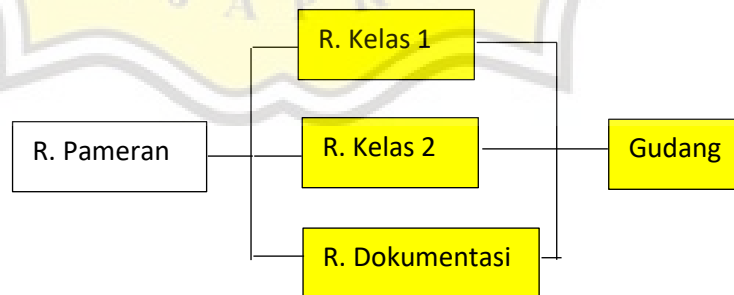 J A P R
R. Kelas 1
R. Pameran
R. Kelas 2
Gudang
R. Dokumentasi